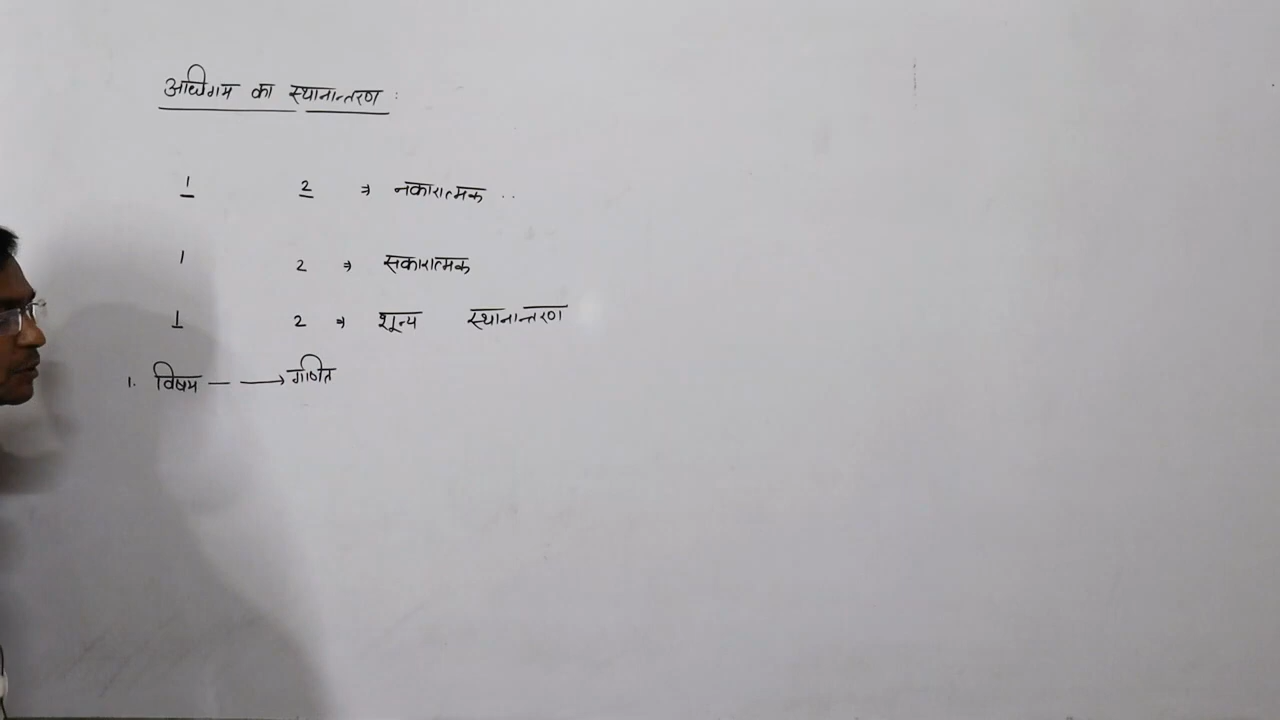 अधिगम का स्थानान्तरण :
1 2 ⇒ नकारात्मक ..
1 2 ⇒ सकारात्मक
1 2 ⇒ शून्य स्थानान्तरण
1. विषय — ⟶ गणित